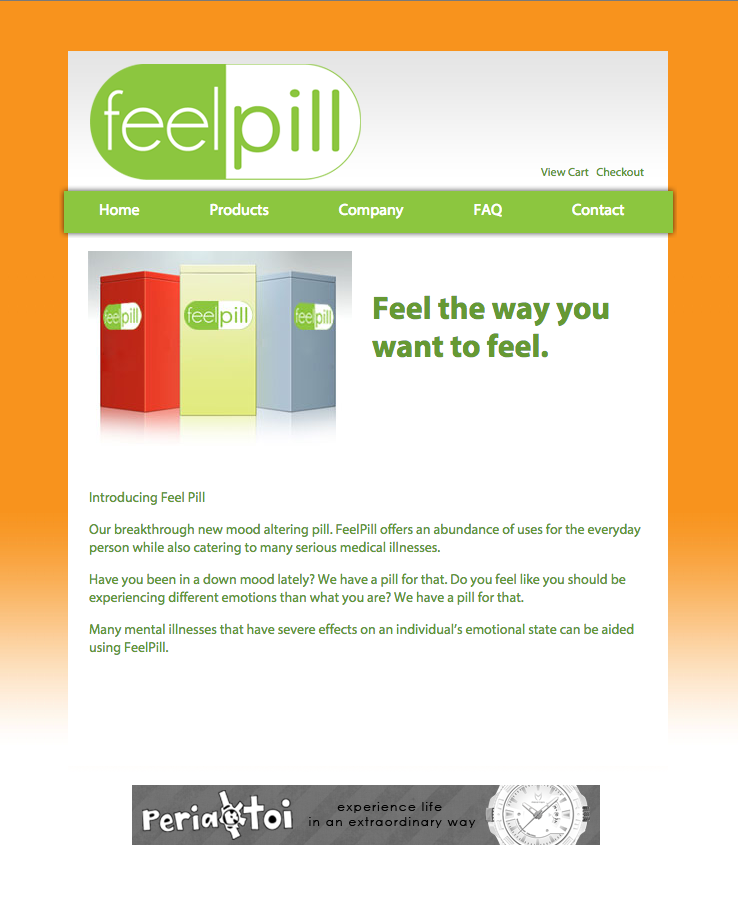 feelpill
View Cart Checkout
Home Products Company FAQ Contact
feelpill feelpill feelpill
Feel the way you
want to feel.
Introducing Feel Pill
Our breakthrough new mood altering pill. FeelPill offers an abundance of uses for the everyday
person while also catering to many serious medical illnesses.
Have you been in a down mood lately? We have a pill for that. Do you feel like you should be
experiencing different emotions than what you are? We have a pill for that.
Many mental illnesses that have severe effects on an individual’s emotional state can be aided
using FeelPill.
Peria toi
experience life
in an extraordinary way